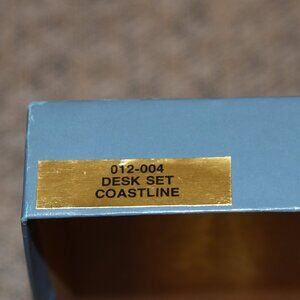 012-004
DESK SET
COASTLINE